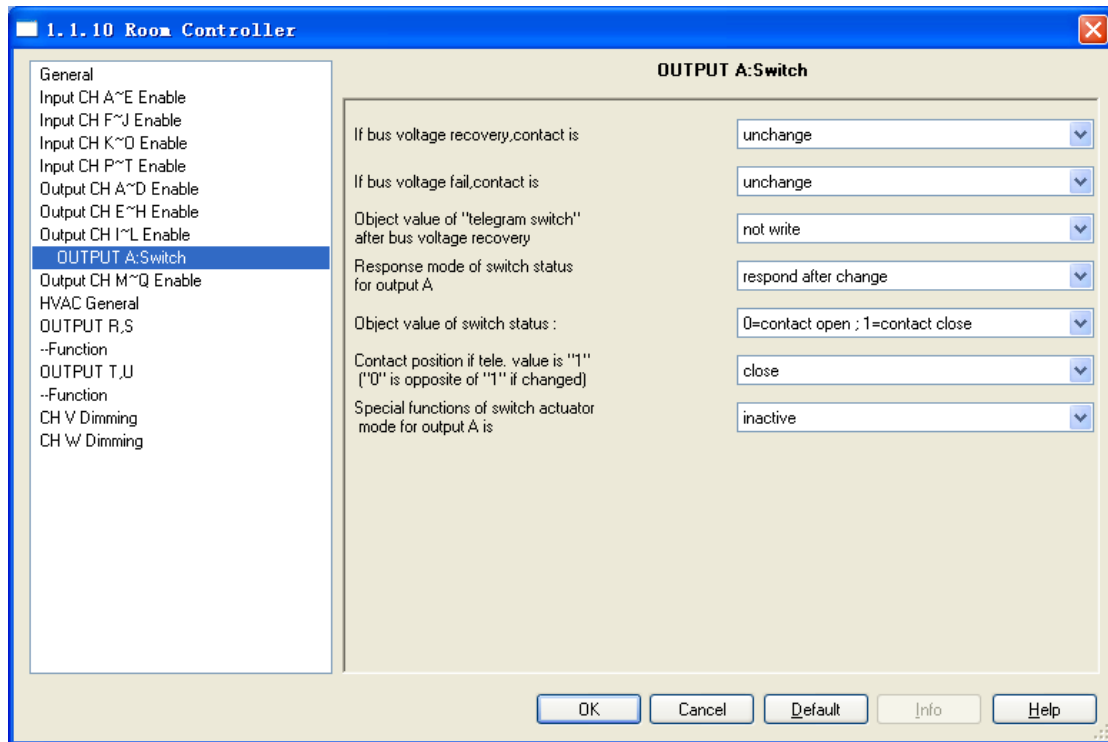 1.1.10 Room Controller
General
Input CH A~E Enable
Input CH F~J Enable
Input CH K~O Enable
Input CH P~T Enable
Output CH A~D Enable
Output CH E~H Enable
Output CH I~L Enable
OUTPUT A:Switch
Output CH M~Q Enable
HVAC General
OUTPUT R,S
--Function
OUTPUT T,U
--Function
CH V Dimming
CH W Dimming
OUTPUT A:Switch
If bus voltage recovery,contact is
unchange
If bus voltage fail,contact is
unchange
Object value of "telegram switch"
after bus voltage recovery
not write
Response mode of switch status
for output A
respond after change
Object value of switch status :
0=contact open ; 1=contact close
Contact position if tele. value is "1"
("0" is opposite of "1" if changed)
close
Special functions of switch actuator
mode for output A is
inactive
OK
Cancel
Default
Info
Help